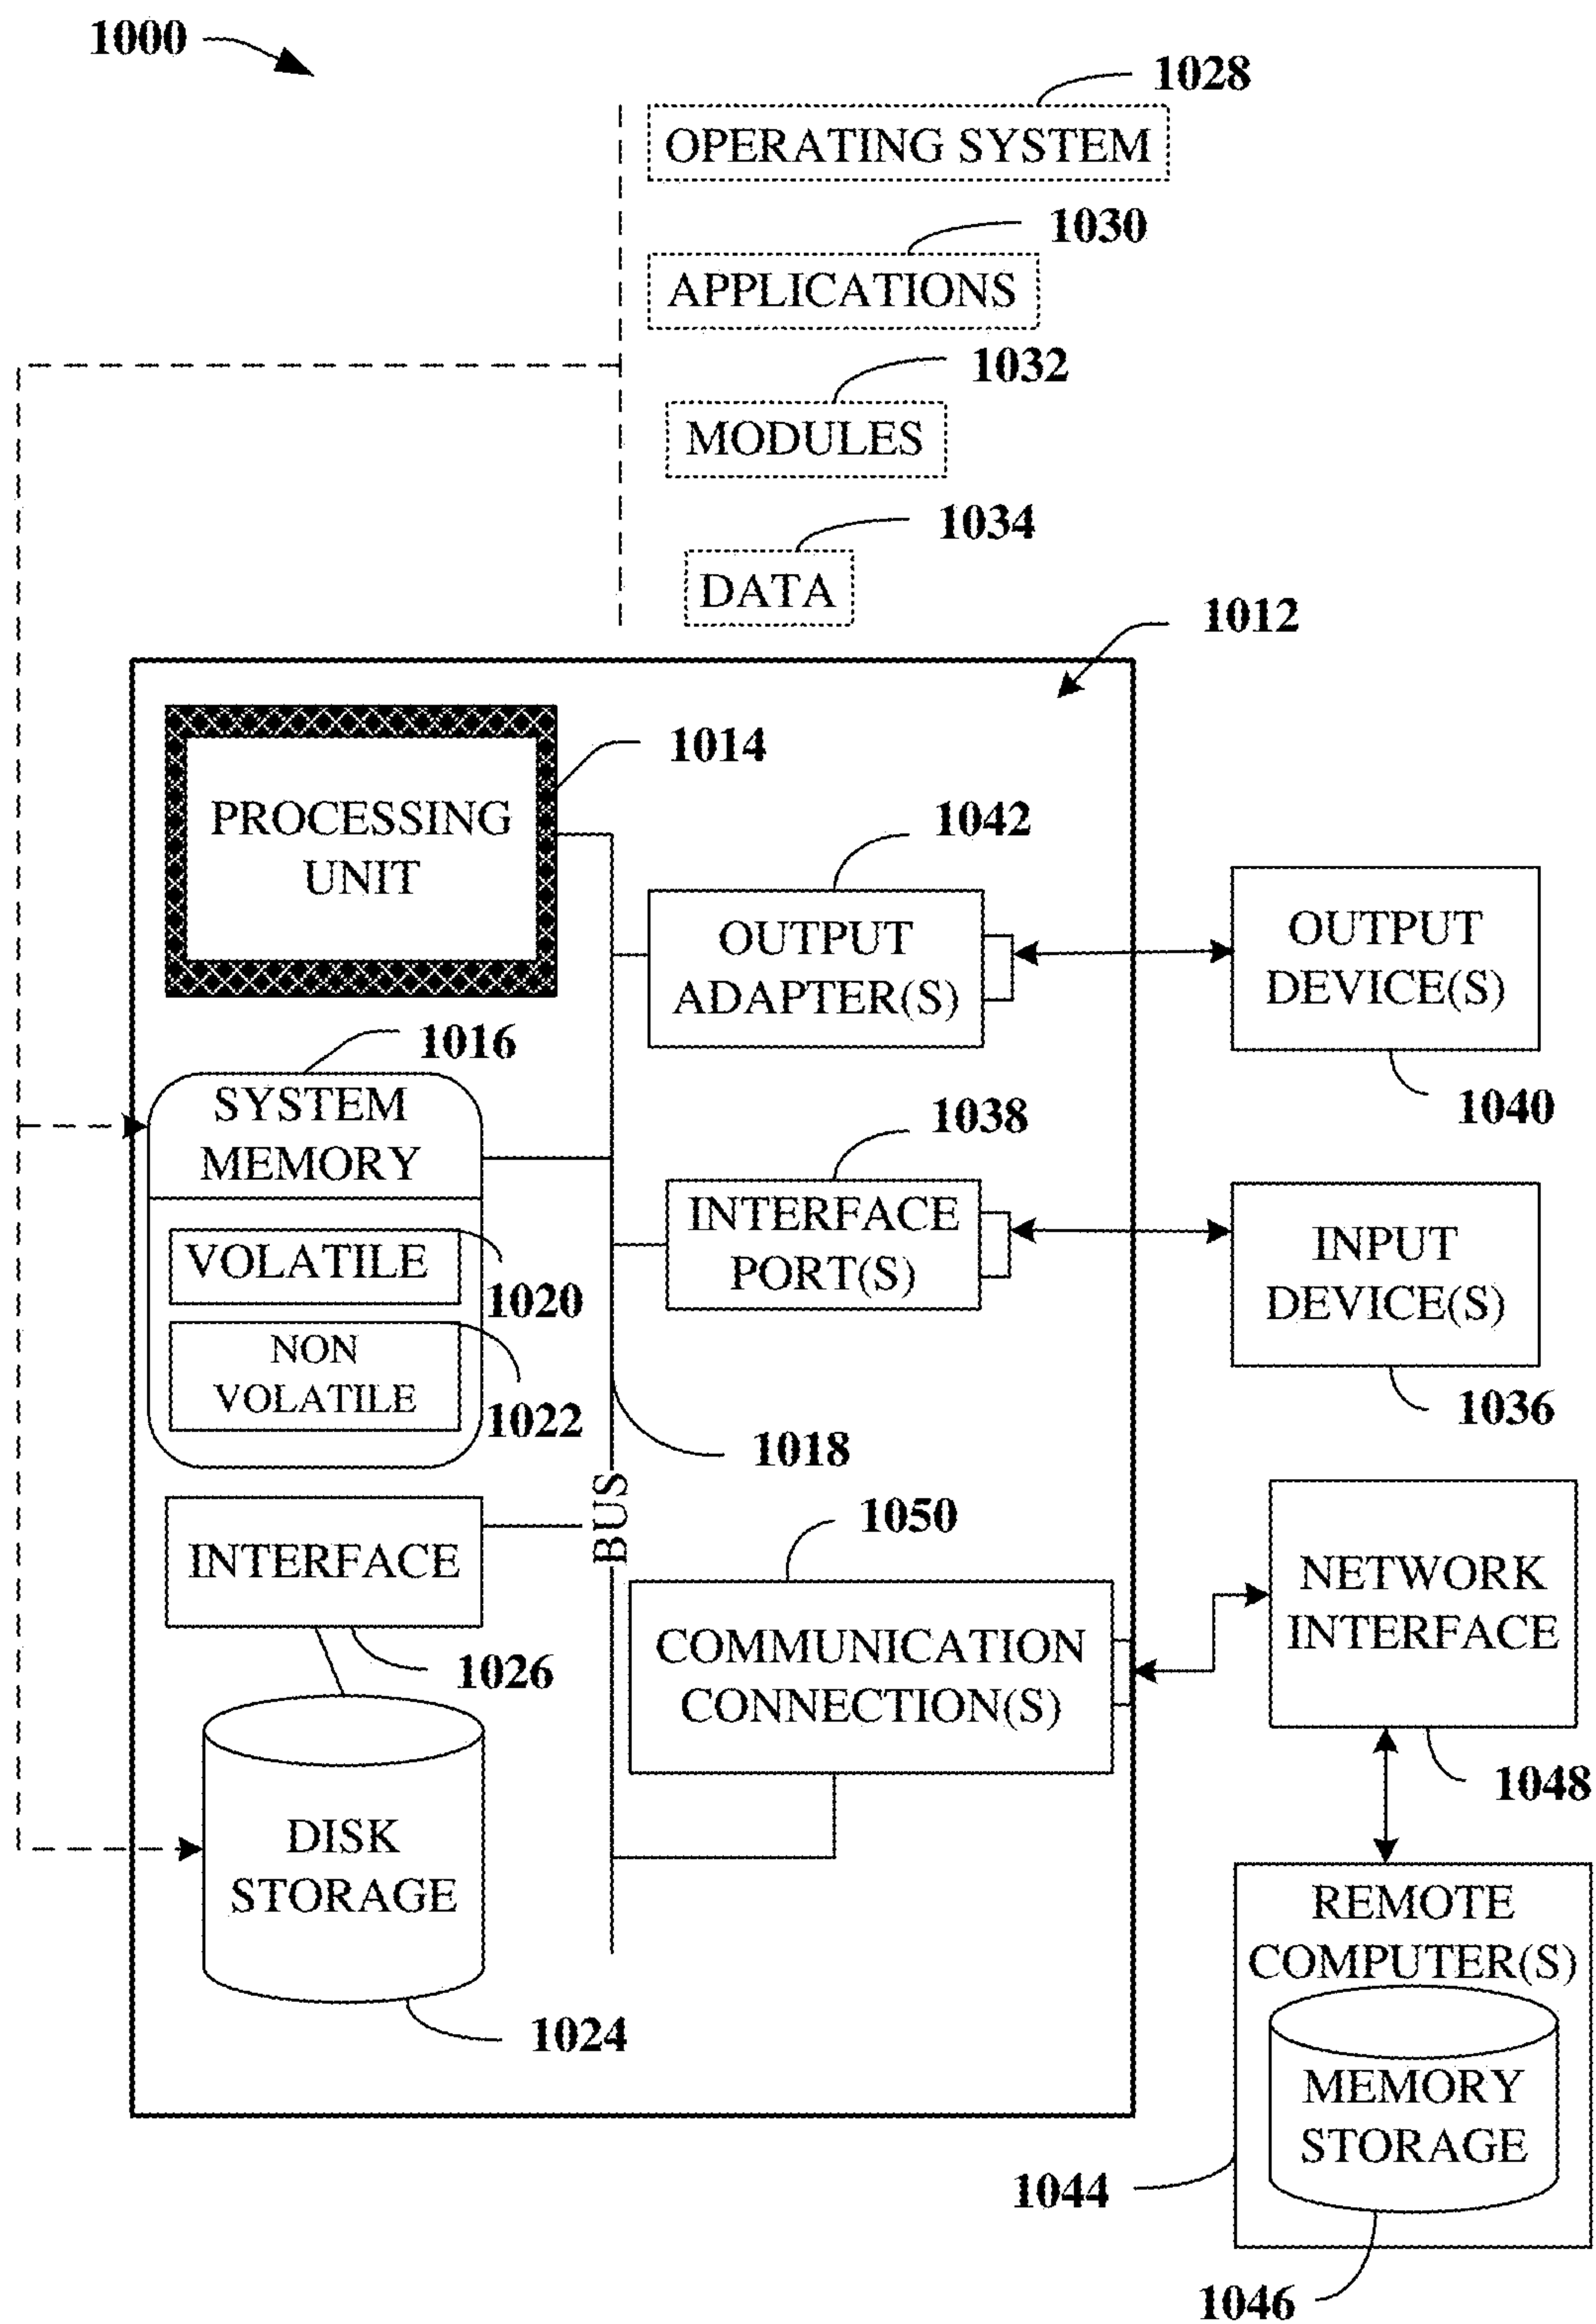 1000
1028
OPERATING SYSTEM
1030
APPLICATIONS
1032
MODULES
1034
DATA
1012
1014
PROCESSING
UNIT
1042
OUTPUT
ADAPTER(S)
OUTPUT
DEVICE(S)
1040
1016
SYSTEM
MEMORY
1038
INTERFACE
PORT(S)
INPUT
DEVICE(S)
1036
VOLATILE
1020
NON
VOLATILE
1022
1018
BUS
INTERFACE
1026
1050
COMMUNICATION
CONNECTION(S)
NETWORK
INTERFACE
1048
DISK
STORAGE
1024
REMOTE
COMPUTER(S)
MEMORY
STORAGE
1044
1046